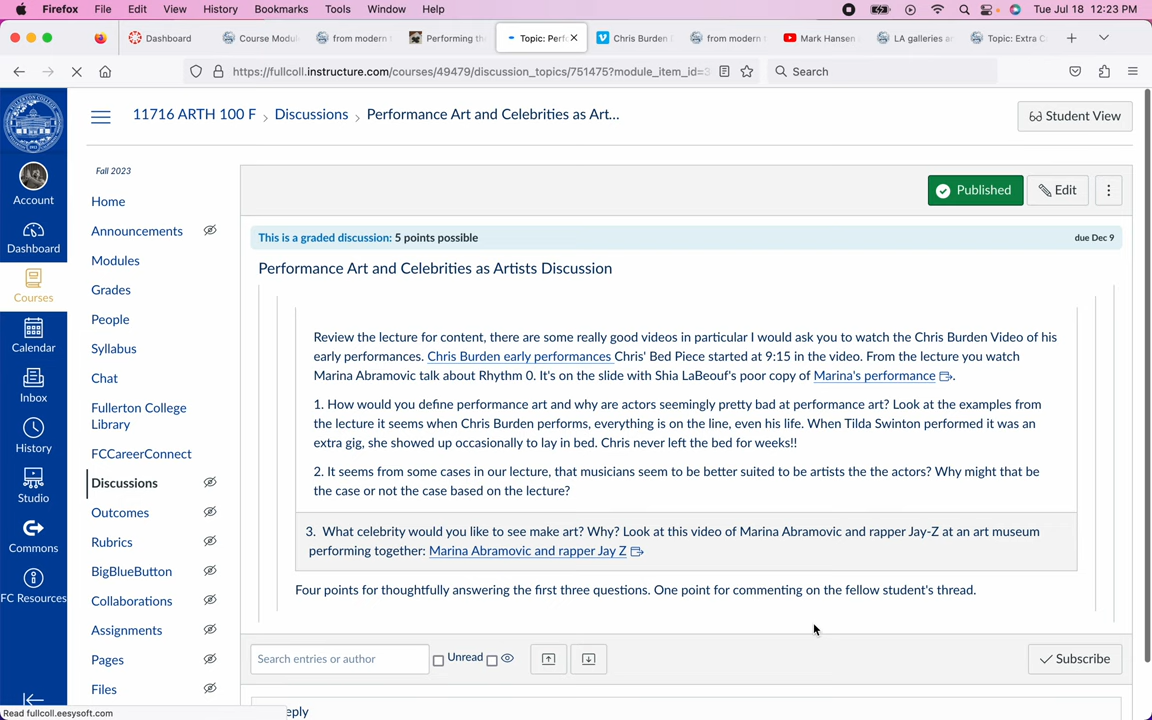 Firefox File Edit View History Bookmarks Tools Window Help Tue Jul 18 12:23 PM
Dashboard Course Modul from modern Performing th Topic: Perf Chris Burden from modern Mark Hansen LA galleries a Topic: Extra C
https://fullcoll.instructure.com/courses/49479/discussion_topics/751475?module_item_id=3 Search
11716 ARTH 100 F › Discussions › Performance Art and Celebrities as Art...
Student View
Account
Dashboard
Courses
Calendar
Inbox
History
Studio
Commons
FC Resources
Fall 2023
Home
Announcements
Modules
Grades
People
Syllabus
Chat
Fullerton College
Library
FCCareerConnect
Discussions
Outcomes
Rubrics
BigBlueButton
Collaborations
Assignments
Pages
Files
Published Edit
This is a graded discussion: 5 points possible due Dec 9
Performance Art and Celebrities as Artists Discussion
Review the lecture for content, there are some really good videos in particular I would ask you to watch the Chris Burden Video of his
early performances. Chris Burden early performances Chris' Bed Piece started at 9:15 in the video. From the lecture you watch
Marina Abramovic talk about Rhythm 0. It's on the slide with Shia LaBeouf's poor copy of Marina's performance .
1. How would you define performance art and why are actors seemingly pretty bad at performance art? Look at the examples from
the lecture it seems when Chris Burden performs, everything is on the line, even his life. When Tilda Swinton performed it was an
extra gig, she showed up occasionally to lay in bed. Chris never left the bed for weeks!!
2. It seems from some cases in our lecture, that musicians seem to be better suited to be artists the the actors? Why might that be
the case or not the case based on the lecture?
3. What celebrity would you like to see make art? Why? Look at this video of Marina Abramovic and rapper Jay-Z at an art museum
performing together: Marina Abramovic and rapper Jay Z
Four points for thoughtfully answering the first three questions. One point for commenting on the fellow student's thread.
Search entries or author Unread Subscribe
eply
Read fullcoll.eesysoft.com